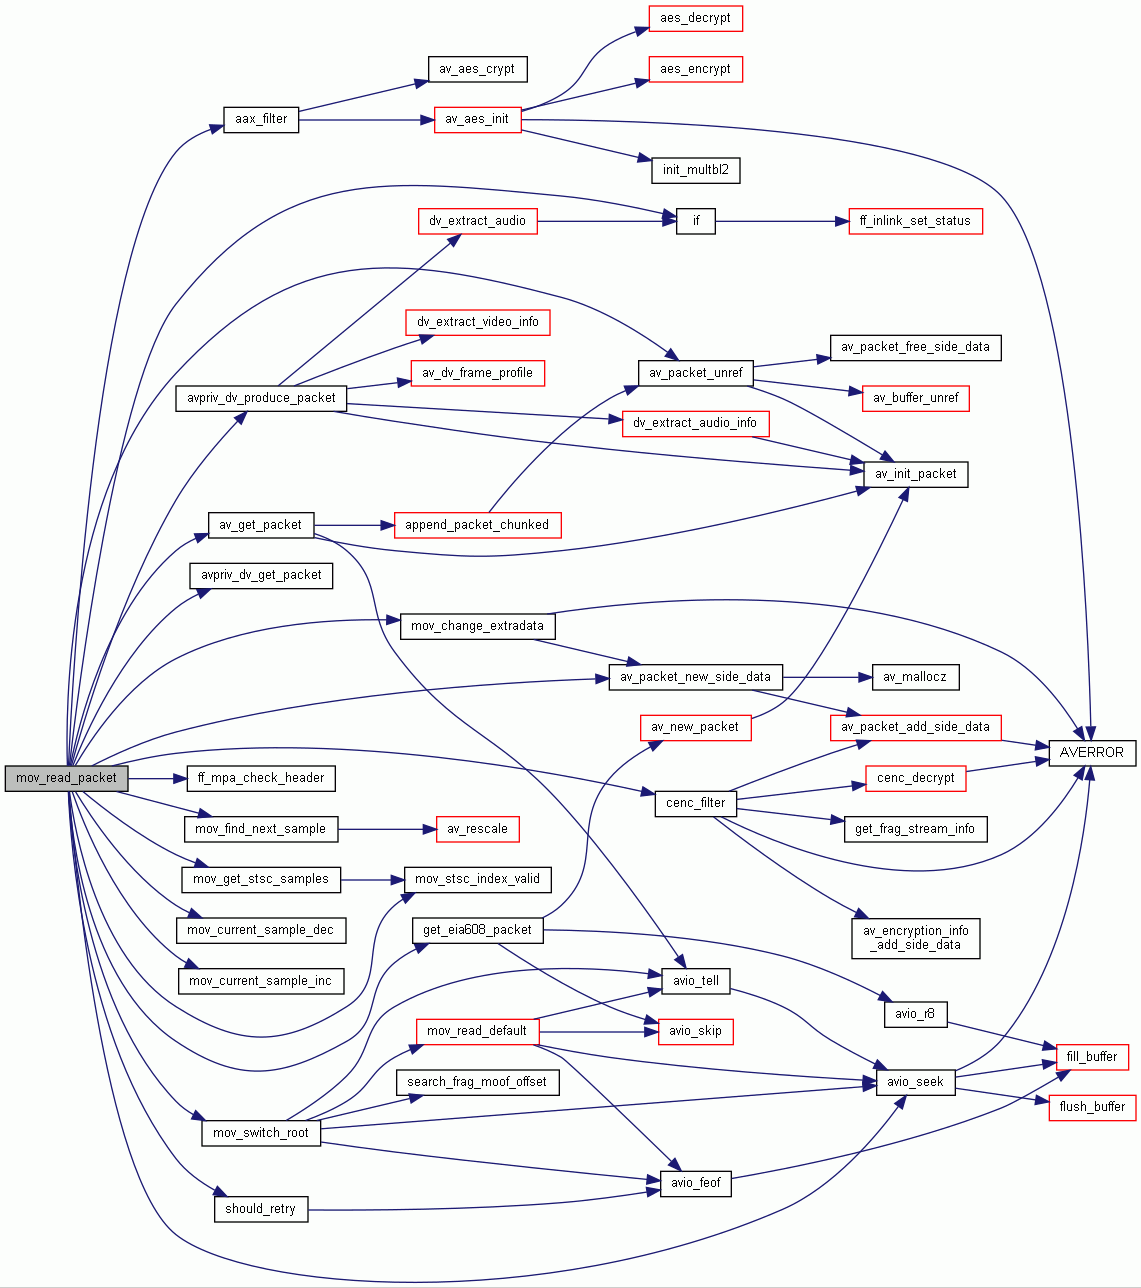 aes_decrypt
av_aes_crypt
aes_encrypt
aax_filter
av_aes_init
init_multbl2
dv_extract_audio
if
ff_inlink_set_status
dv_extract_video_info
av_packet_free_side_data
av_dv_frame_profile
av_packet_unref
avpriv_dv_produce_packet
av_buffer_unref
dv_extract_audio_info
av_init_packet
av_get_packet
append_packet_chunked
avpriv_dv_get_packet
mov_change_extradata
av_packet_new_side_data
av_mallocz
av_new_packet
av_packet_add_side_data
AVERROR
mov_read_packet
ff_mpa_check_header
cenc_decrypt
cenc_filter
mov_find_next_sample
av_rescale
get_frag_stream_info
mov_get_stsc_samples
mov_stsc_index_valid
mov_current_sample_dec
get_eia608_packet
av_encryption_info
_add_side_data
mov_current_sample_inc
avio_tell
avio_r8
mov_read_default
avio_skip
fill_buffer
search_frag_moof_offset
avio_seek
flush_buffer
mov_switch_root
avio_feof
should_retry